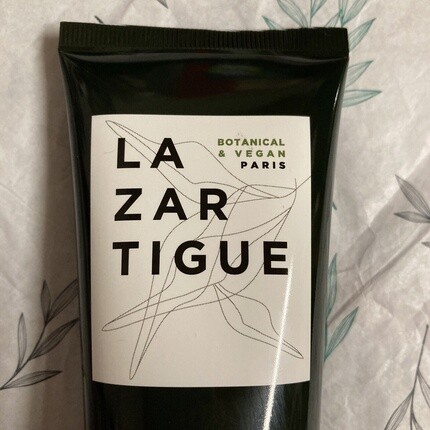 LA
ZAR
TIGUE
BOTANICAL
& VEGAN
PARIS